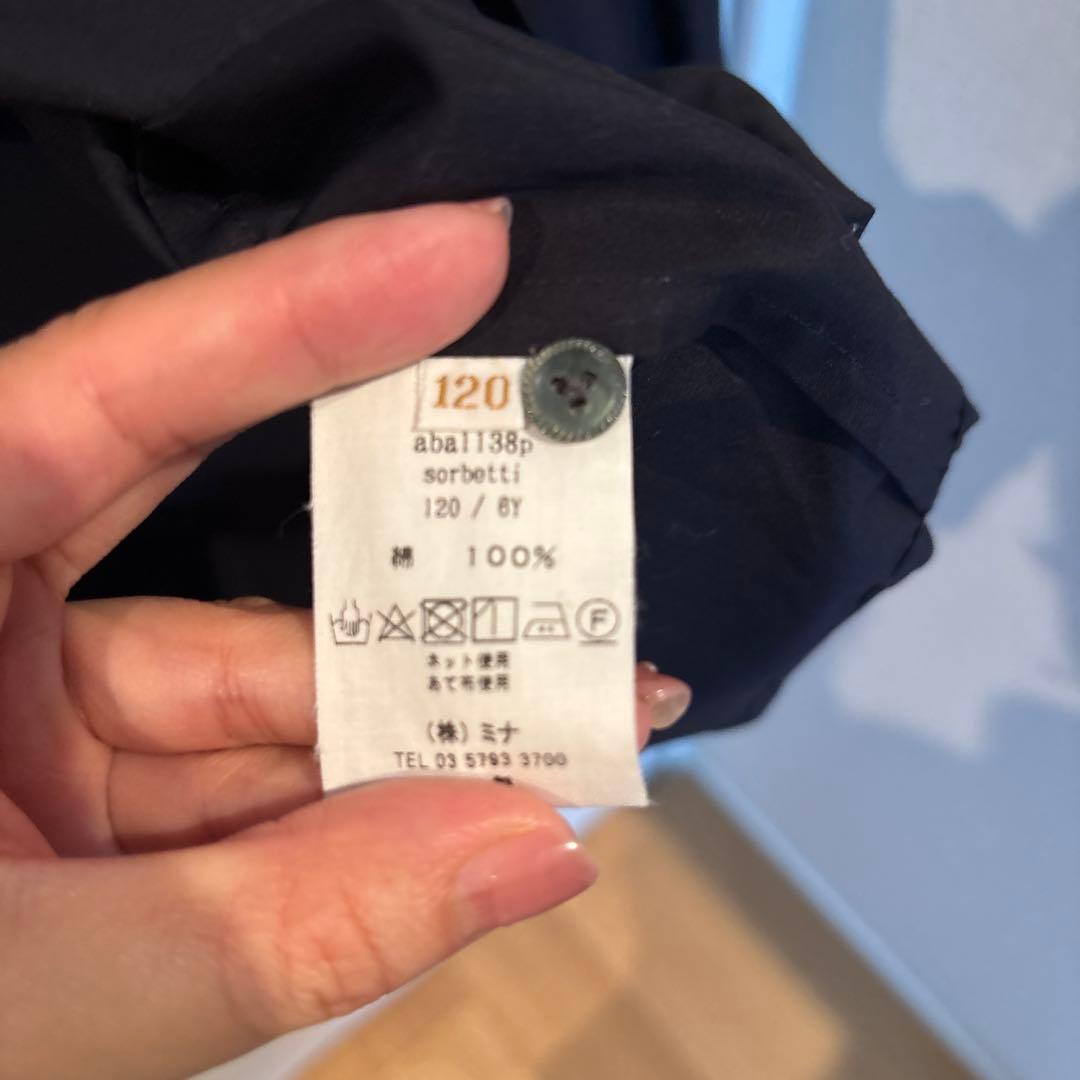 120
aba1138p
sorbetti
120 / 6Y
綿 100%
F
ネット使用
あて布使用
(株) ミナ
TEL 03 5793 3700